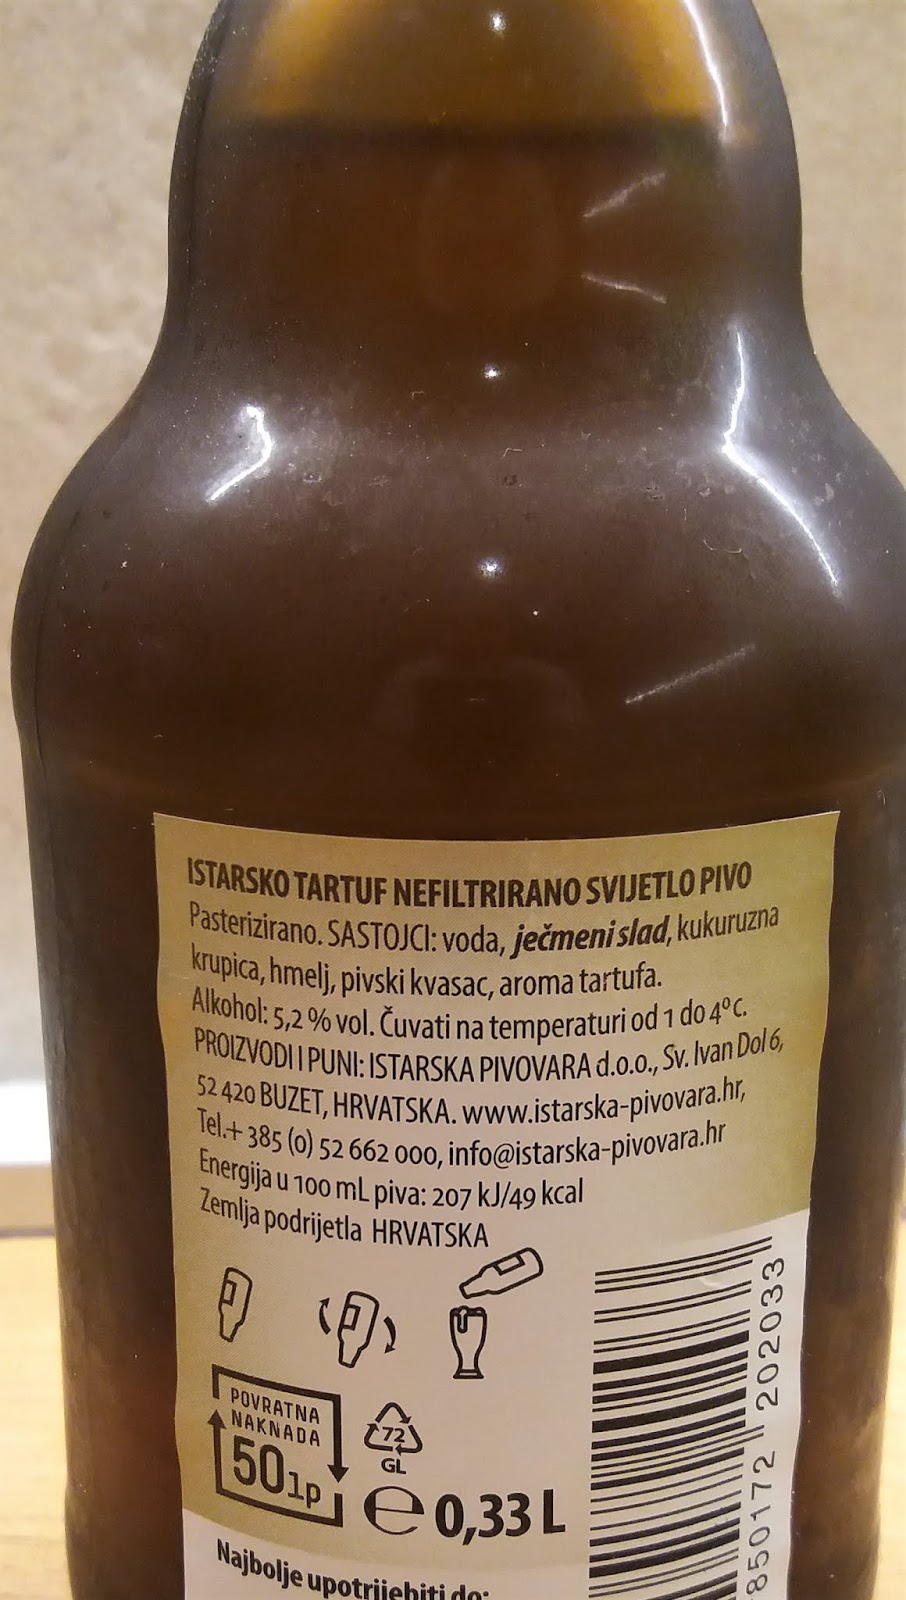 ISTARSKO TARTUF NEFILTRIRANO SVIJETLO PIVO
Pasterizirano. SASTOJCI: voda, ječmeni slad, kukuruzna
krupica, hmelj, pivski kvasac, aroma tartufa.
Alkohol: 5,2 % vol. Čuvati na temperaturi od 1 do 4°C.
PROIZVODI I PUNI: ISTARSKA PIVOVARA d.o.o., Sv. Ivan Dol 6,
52 420 BUZET, HRVATSKA. www.istarska-pivovara.hr,
Tel.+ 385 (0) 52 662 000, info@istarska-pivovara.hr
Energija u 100 mL piva: 207 kJ/49 kcal
Zemlja podrijetla HRVATSKA
POVRATNA
NAKNADA
50 lp
72
GL
e 0,33 L
850172 202033
Najbolje upotrijebiti do: